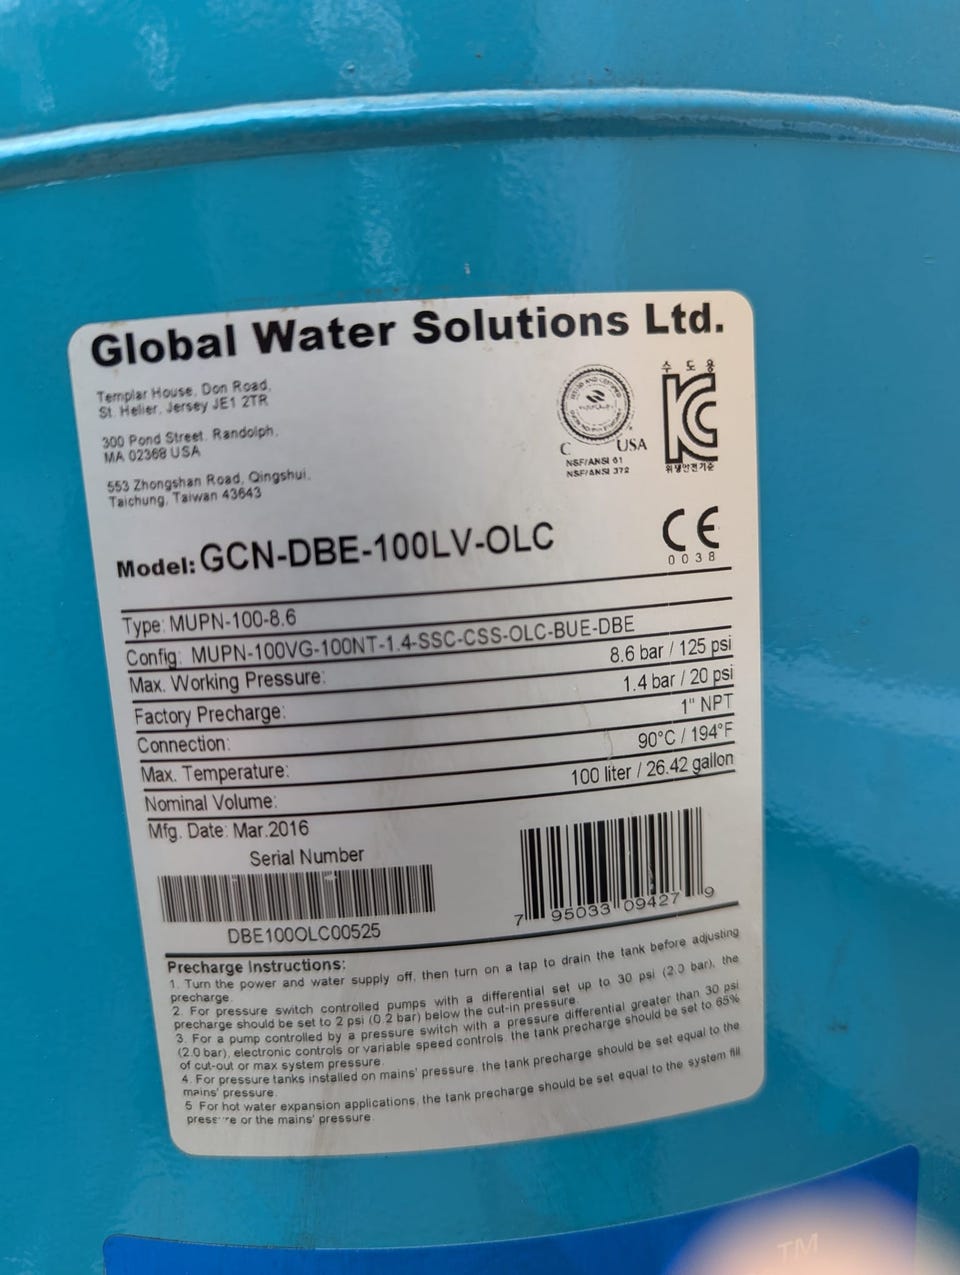 Global Water Solutions Ltd.
Templar House, Don Road,
St. Helier, Jersey JE1 2TR
300 Pond Street. Randolph,
MA 02368 USA
553 Zhongshan Road, Qingshui,
Taichung, Taiwan 43643
C USA
NSF/ANSI 61
NSF/ANSI 372
수 도 용
KC
위생안전기준
CE
0038
Model: GCN-DBE-100LV-OLC
Type: MUPN-100-8.6
Config: MUPN-100VG-100NT-1.4-SSC-CSS-OLC-BUE-DBE
Max. Working Pressure: 8.6 bar / 125 psi
Factory Precharge: 1.4 bar / 20 psi
Connection: 1" NPT
Max. Temperature: 90°C / 194°F
Nominal Volume: 100 liter / 26.42 gallon
Mfg. Date: Mar.2016
Serial Number
DBE100OLC00525
7 95033 09427 9
Precharge Instructions:
1. Turn the power and water supply off, then turn on a tap to drain the tank before adjusting
precharge.
2. For pressure switch controlled pumps with a differential set up to 30 psi (2.0 bar), the
precharge should be set to 2 psi (0.2 bar) below the cut-in pressure.
3. For a pump controlled by a pressure switch with a pressure differential greater than 30 psi
(2.0 bar), electronic controls or variable speed controls, the tank precharge should be set to 65%
of cut-out or max system pressure.
4. For pressure tanks installed on mains' pressure, the tank precharge should be set equal to the
mains' pressure.
5 For hot water expansion applications, the tank precharge should be set equal to the system fill
pressure or the mains' pressure.
TM